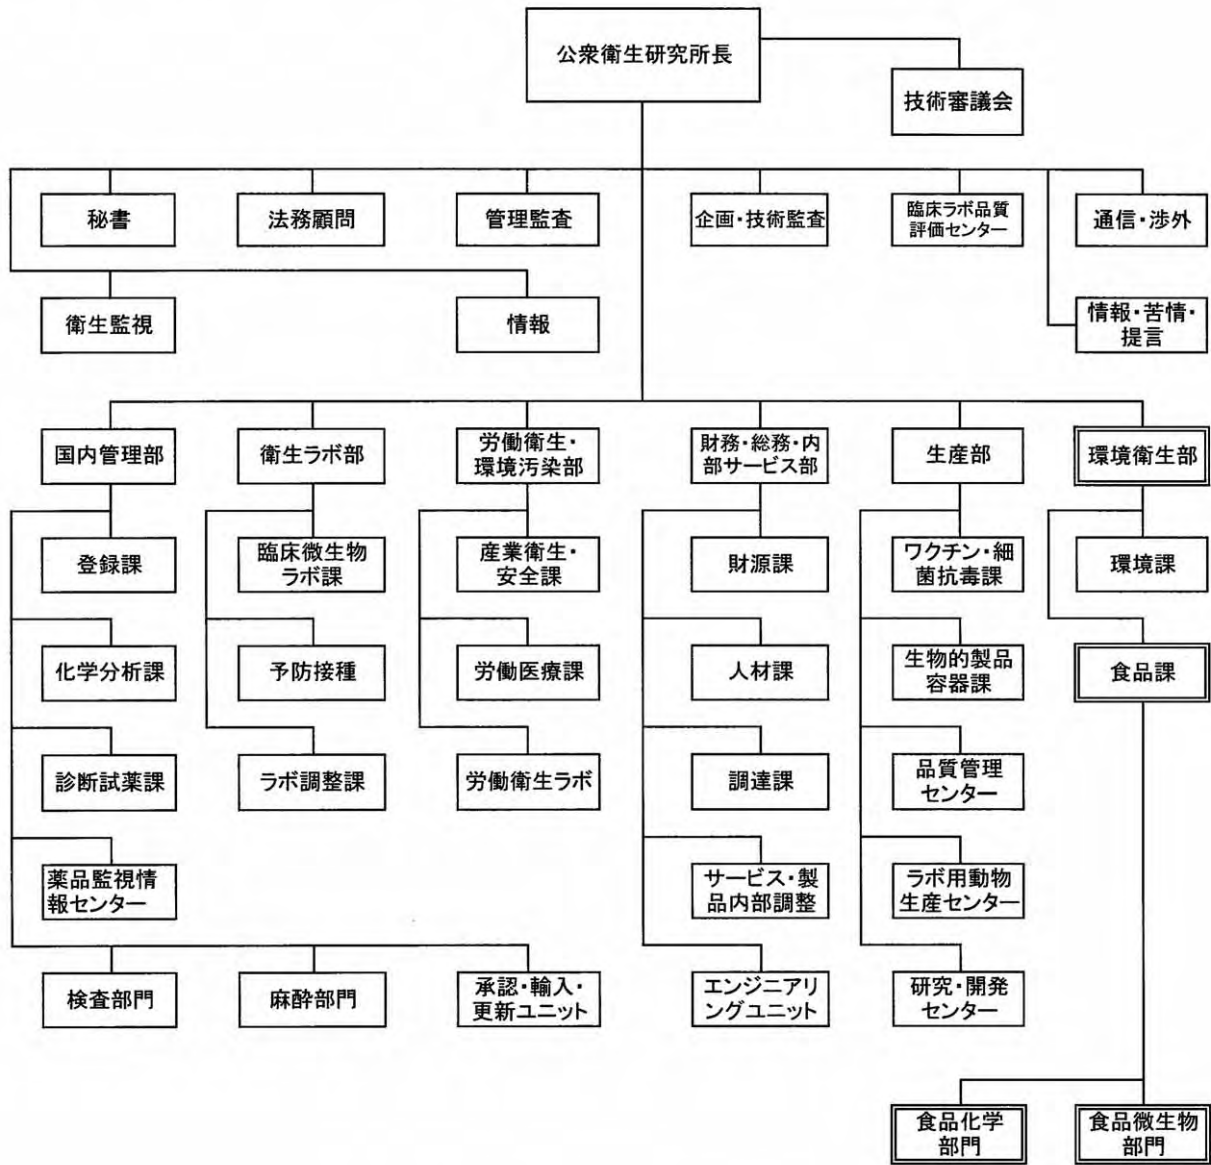 公衆衛生研究所長
技術審議会
秘書
法務顧問
管理監査
企画・技術監査
臨床ラボ品質
評価センター
通信・渉外
衛生監視
情報
情報・苦情・
提言
国内管理部
衛生ラボ部
労働衛生・
環境汚染部
財務・総務・内
部サービス部
生産部
環境衛生部
登録課
臨床微生物
ラボ課
産業衛生・
安全課
財源課
ワクチン・細
菌抗毒課
環境課
化学分析課
予防接種
労働医療課
人材課
生物的製品
容器課
食品課
診断試薬課
ラボ調整課
労働衛生ラボ
調達課
品質管理
センター
薬品監視情
報センター
サービス・製
品内部調整
ラボ用動物
生産センター
検査部門
麻酔部門
承認・輸入・
更新ユニット
エンジニアリ
ングユニット
研究・開発
センター
食品化学
部門
食品微生物
部門